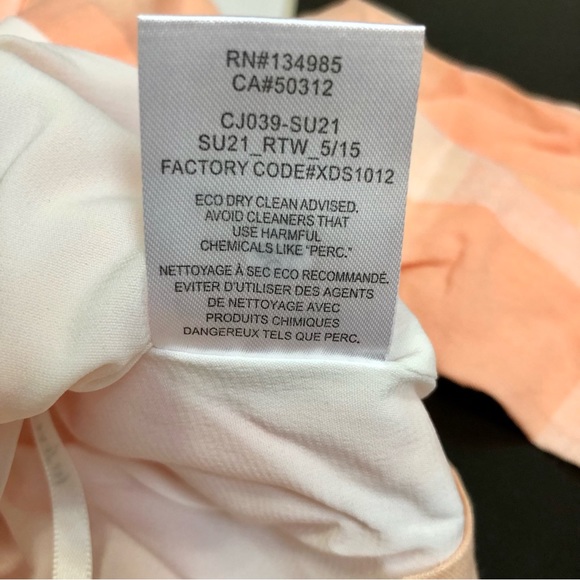 RN#134985
CA#50312
CJ039-SU21
SU21_RTW_5/15
FACTORY CODE#XDS1012
ECO DRY CLEAN ADVISED.
AVOID CLEANERS THAT
USE HARMFUL
CHEMICALS LIKE "PERC."
NETTOYAGE À SEC ECO RECOMMANDÉ.
EVITER D'UTILISER DES AGENTS
DE NETTOYAGE AVEC
PRODUITS CHIMIQUES
DANGEREUX TELS QUE PERC.